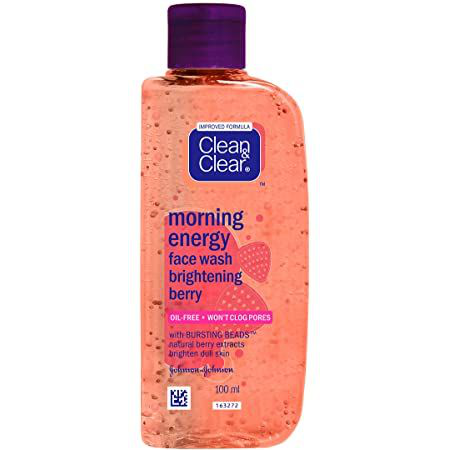 IMPROVED FORMULA
Clean &
Clear®
™
morning
energy
face wash
brightening
berry
OIL-FREE • WON'T CLOG PORES
with BURSTING BEADS™
natural berry extracts
brighten dull skin
Johnson & Johnson
100 ml
163272